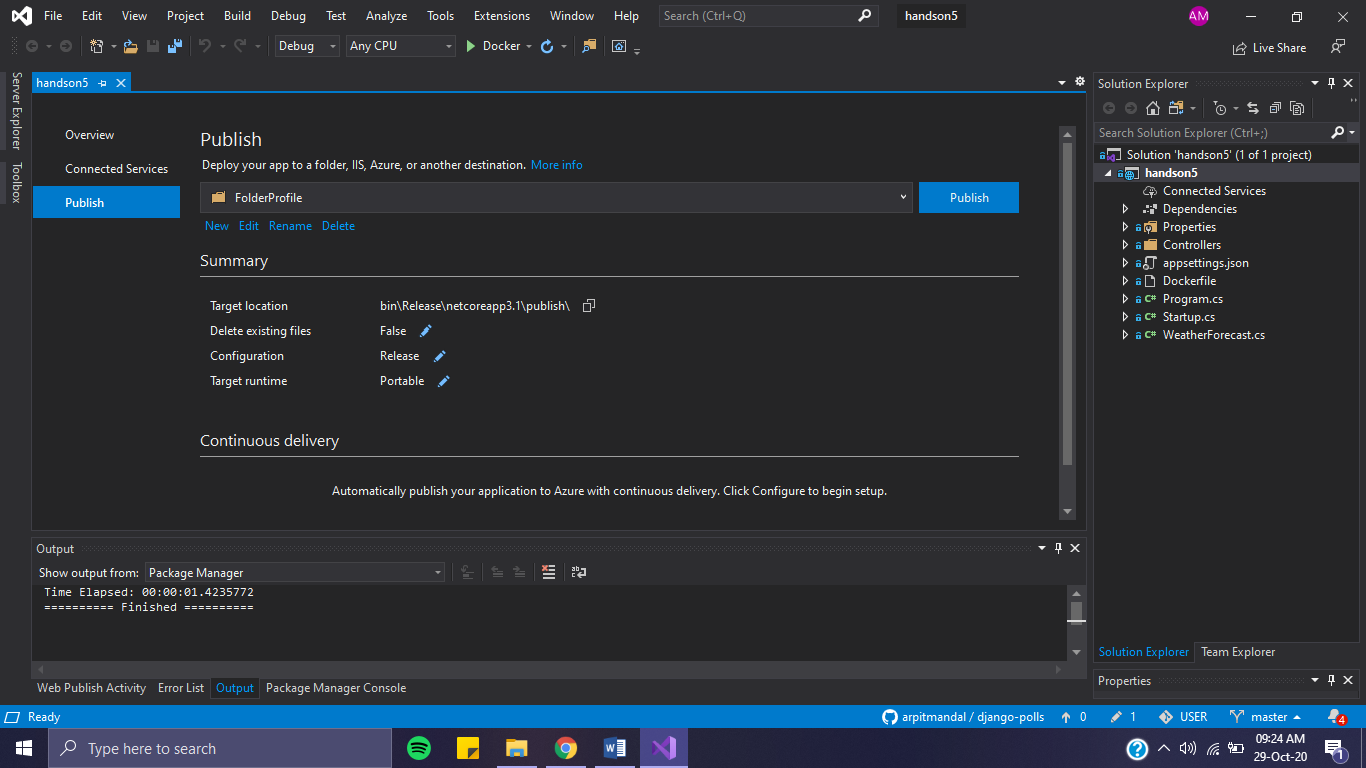 File Edit View Project Build Debug Test Analyze Tools Extensions Window Help Search (Ctrl+Q) handson5 AM
Debug Any CPU Docker Live Share
Server Explorer
Toolbox
handson5
Overview
Connected Services
Publish
Publish
Deploy your app to a folder, IIS, Azure, or another destination. More info
FolderProfile Publish
New Edit Rename Delete
Summary
Target location bin\Release\netcoreapp3.1\publish\
Delete existing files False
Configuration Release
Target runtime Portable
Continuous delivery
Automatically publish your application to Azure with continuous delivery. Click Configure to begin setup.
Output
Show output from: Package Manager
Time Elapsed: 00:00:01.4235772
========== Finished ==========
Web Publish Activity Error List Output Package Manager Console
Solution Explorer
Search Solution Explorer (Ctrl+;)
Solution 'handson5' (1 of 1 project)
handson5
Connected Services
Dependencies
Properties
Controllers
appsettings.json
Dockerfile
C# Program.cs
C# Startup.cs
C# WeatherForecast.cs
Solution Explorer Team Explorer
Properties
Ready arpitmandal / django-polls 0 1 USER master 4
Type here to search
09:24 AM
29-Oct-20
1